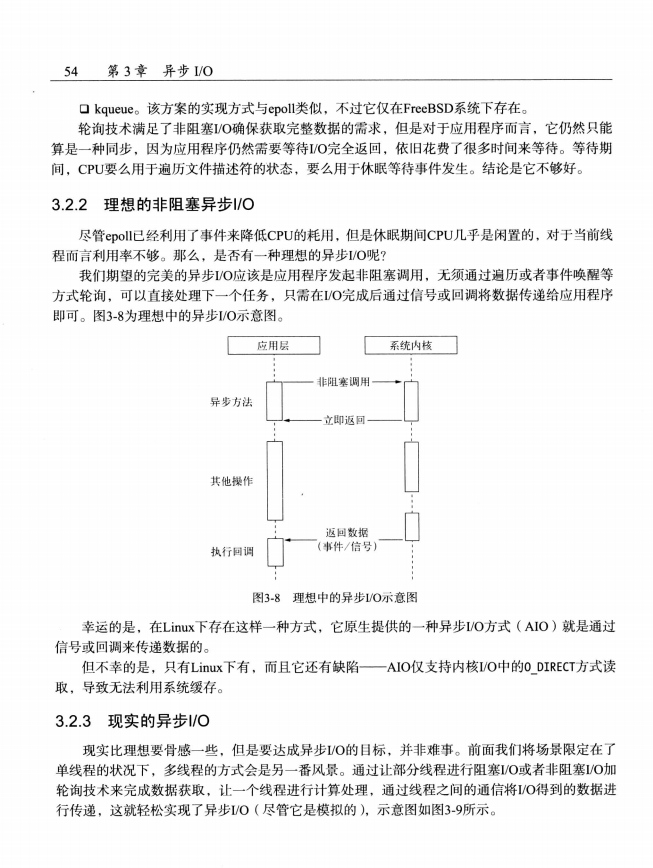 54 第3章 异步 I/O
❑ kqueue。该方案的实现方式与epoll类似，不过它仅在FreeBSD系统下存在。
轮询技术满足了非阻塞I/O确保获取完整数据的需求，但是对于应用程序而言，它仍然只能
算是一种同步，因为应用程序仍然需要等待I/O完全返回，依旧花费了很多时间来等待。等待期
间，CPU要么用于遍历文件描述符的状态，要么用于休眠等待事件发生。结论是它不够好。
3.2.2 理想的非阻塞异步I/O
尽管epoll已经利用了事件来降低CPU的耗用，但是休眠期间CPU几乎是闲置的，对于当前线
程而言利用率不够。那么，是否有一种理想的异步I/O呢？
我们期望的完美的异步I/O应该是应用程序发起非阻塞调用，无须通过遍历或者事件唤醒等
方式轮询，可以直接处理下一个任务，只需在I/O完成后通过信号或回调将数据传递给应用程序
即可。图3-8为理想中的异步I/O示意图。
应用层 系统内核
非阻塞调用
异步方法
立即返回
其他操作
返回数据
（事件/信号）
执行回调
图3-8 理想中的异步I/O示意图
幸运的是，在Linux下存在这样一种方式，它原生提供的一种异步I/O方式（AIO）就是通过
信号或回调来传递数据的。
但不幸的是，只有Linux下有，而且它还有缺陷——AIO仅支持内核I/O中的O_DIRECT方式读
取，导致无法利用系统缓存。
3.2.3 现实的异步I/O
现实比理想要骨感一些，但是要达成异步I/O的目标，并非难事。前面我们将场景限定在了
单线程的状况下，多线程的方式会是另一番风景。通过让部分线程进行阻塞I/O或者非阻塞I/O加
轮询技术来完成数据获取，让一个线程进行计算处理，通过线程之间的通信将I/O得到的数据进
行传递，这就轻松实现了异步I/O（尽管它是模拟的），示意图如图3-9所示。